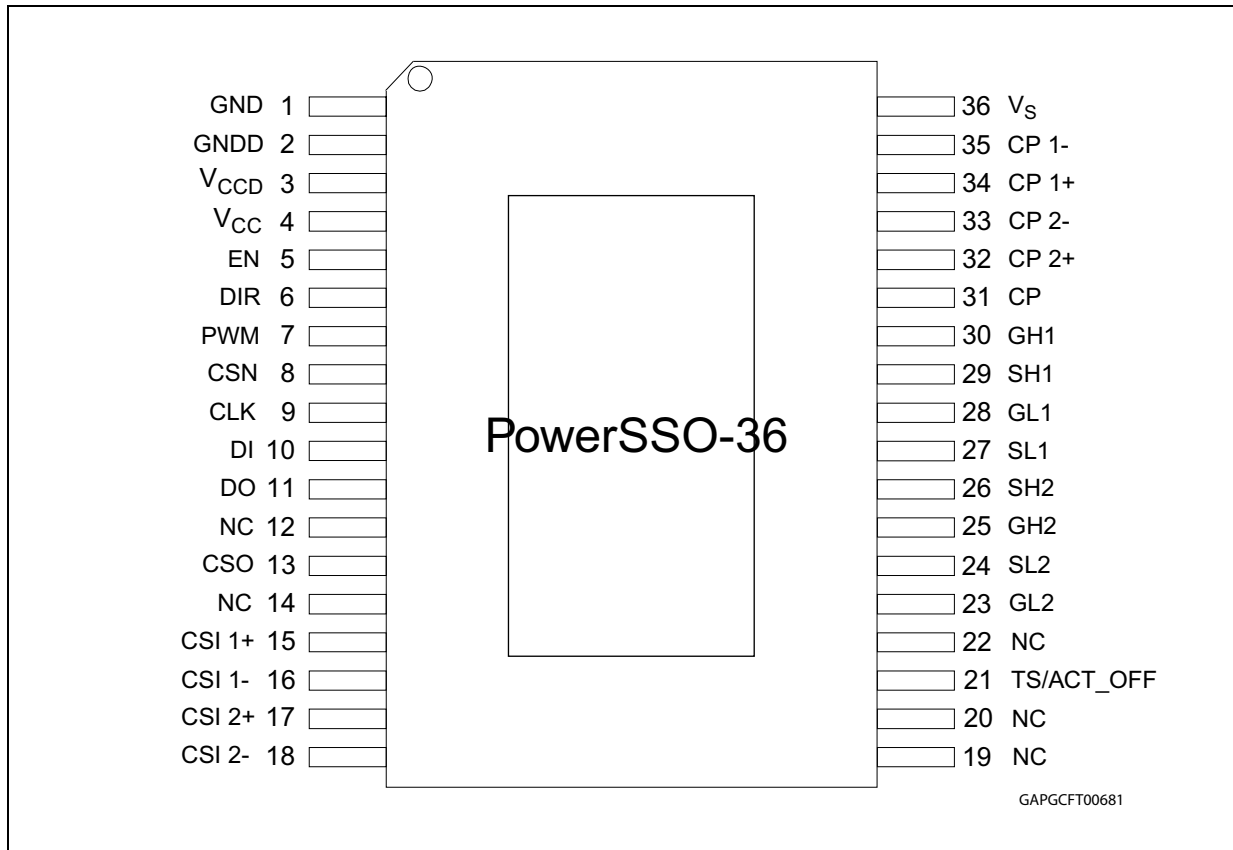 GND 1
GNDD 2
VCCD 3
VCC 4
EN 5
DIR 6
PWM 7
CSN 8
CLK 9
DI 10
DO 11
NC 12
CSO 13
NC 14
CSI 1+ 15
CSI 1- 16
CSI 2+ 17
CSI 2- 18
PowerSSO-36
36 VS
35 CP 1-
34 CP 1+
33 CP 2-
32 CP 2+
31 CP
30 GH1
29 SH1
28 GL1
27 SL1
26 SH2
25 GH2
24 SL2
23 GL2
22 NC
21 TS/ACT_OFF
20 NC
19 NC
GAPGCFT00681